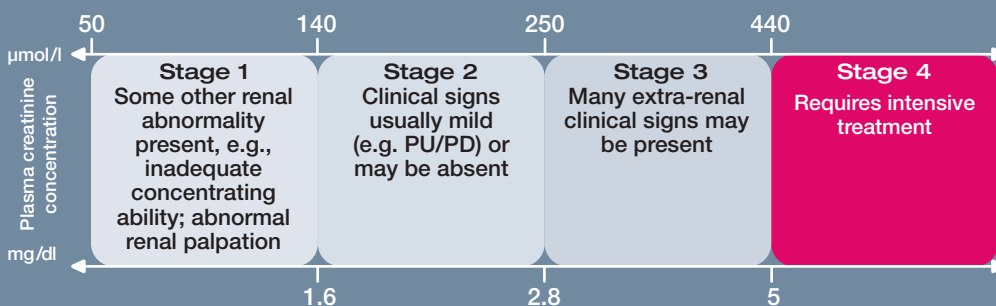 50 140 250 440
µmol/l
Plasma creatinine
concentration
Stage 1
Some other renal
abnormality
present, e.g.,
inadequate
concentrating
ability; abnormal
renal palpation
Stage 2
Clinical signs
usually mild
(e.g. PU/PD) or
may be absent
Stage 3
Many extra-renal
clinical signs may
be present
Stage 4
Requires intensive
treatment
mg/dl
1.6 2.8 5